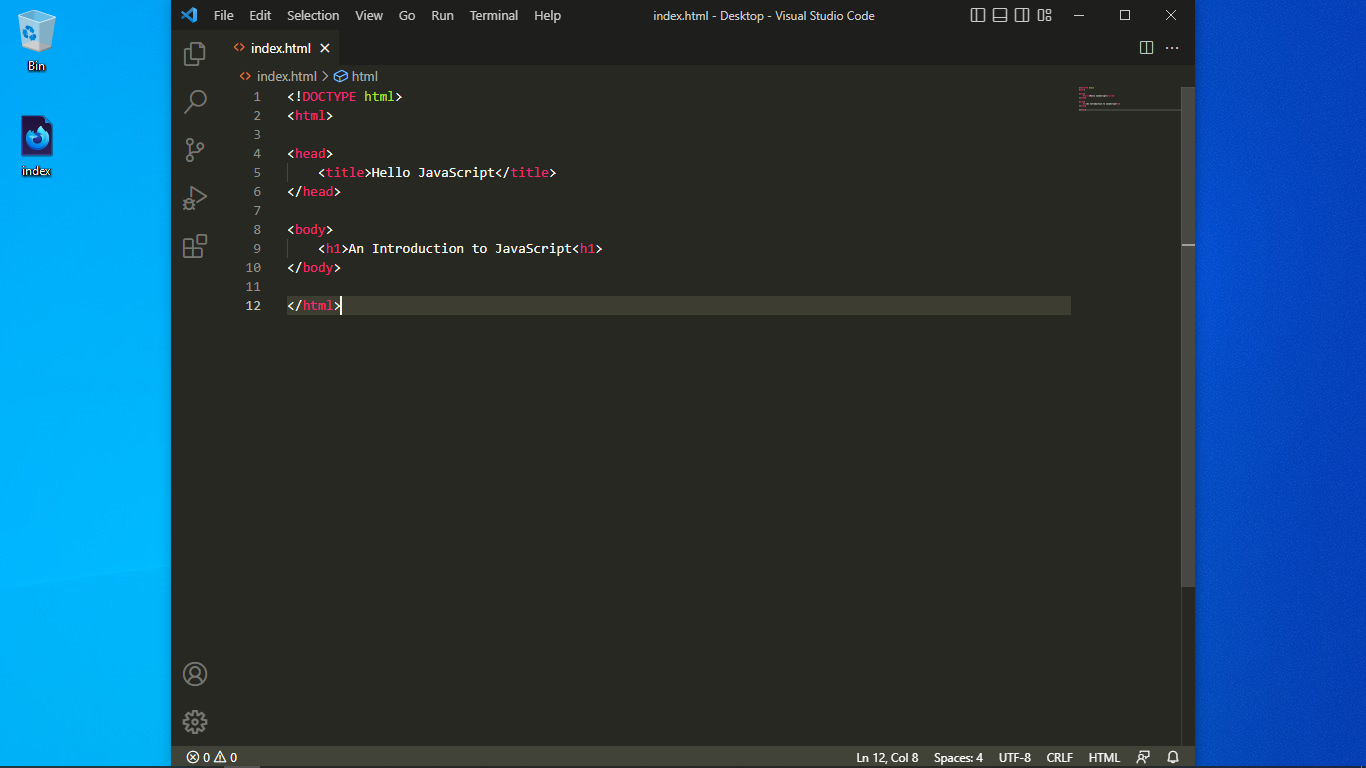 Bin
index
File Edit Selection View Go Run Terminal Help
index.html - Desktop - Visual Studio Code
index.html
index.html > html
1 <!DOCTYPE html>
2 <html>
3
4 <head>
5     <title>Hello JavaScript</title>
6 </head>
7
8 <body>
9     <h1>An Introduction to JavaScript<h1>
10 </body>
11
12 </html>
0 0
Ln 12, Col 8 Spaces: 4 UTF-8 CRLF HTML